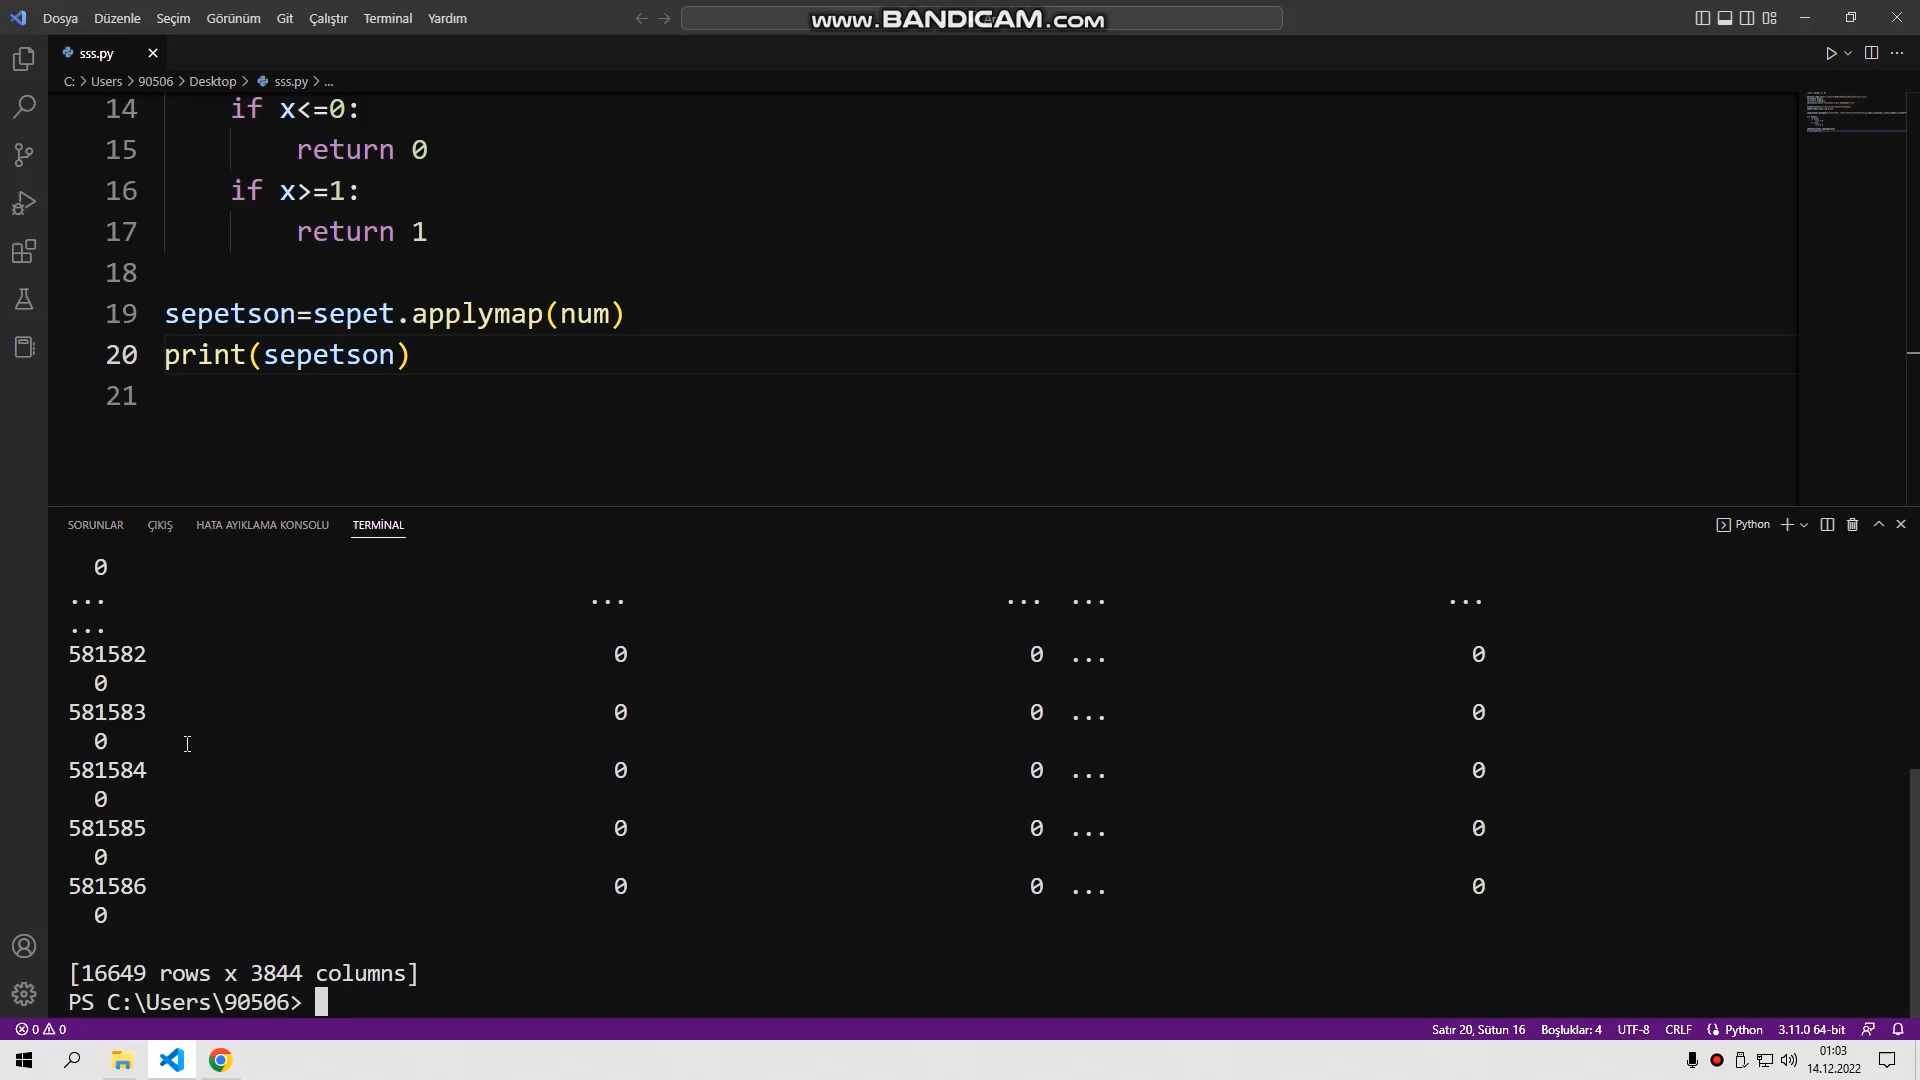 Dosya Düzenle Seçim Görünüm Git Çalıştır Terminal Yardım
www.BANDICAM.com
sss.py
C: > Users > 90506 > Desktop > sss.py > ...
14 if x<=0:
15 return 0
16 if x>=1:
17 return 1
18
19 sepetson=sepet.applymap(num)
20 print(sepetson)
21
SORUNLAR ÇIKIŞ HATA AYIKLAMA KONSOLU TERMİNAL
Python
0
... ... ... ... ...
...
581582 0 0 ... 0
0
581583 0 0 ... 0
0
581584 0 0 ... 0
0
581585 0 0 ... 0
0
581586 0 0 ... 0
0
[16649 rows x 3844 columns]
PS C:\Users\90506>
0 0
Satır 20, Sütun 16 Boşluklar: 4 UTF-8 CRLF Python 3.11.0 64-bit
01:03
14.12.2022